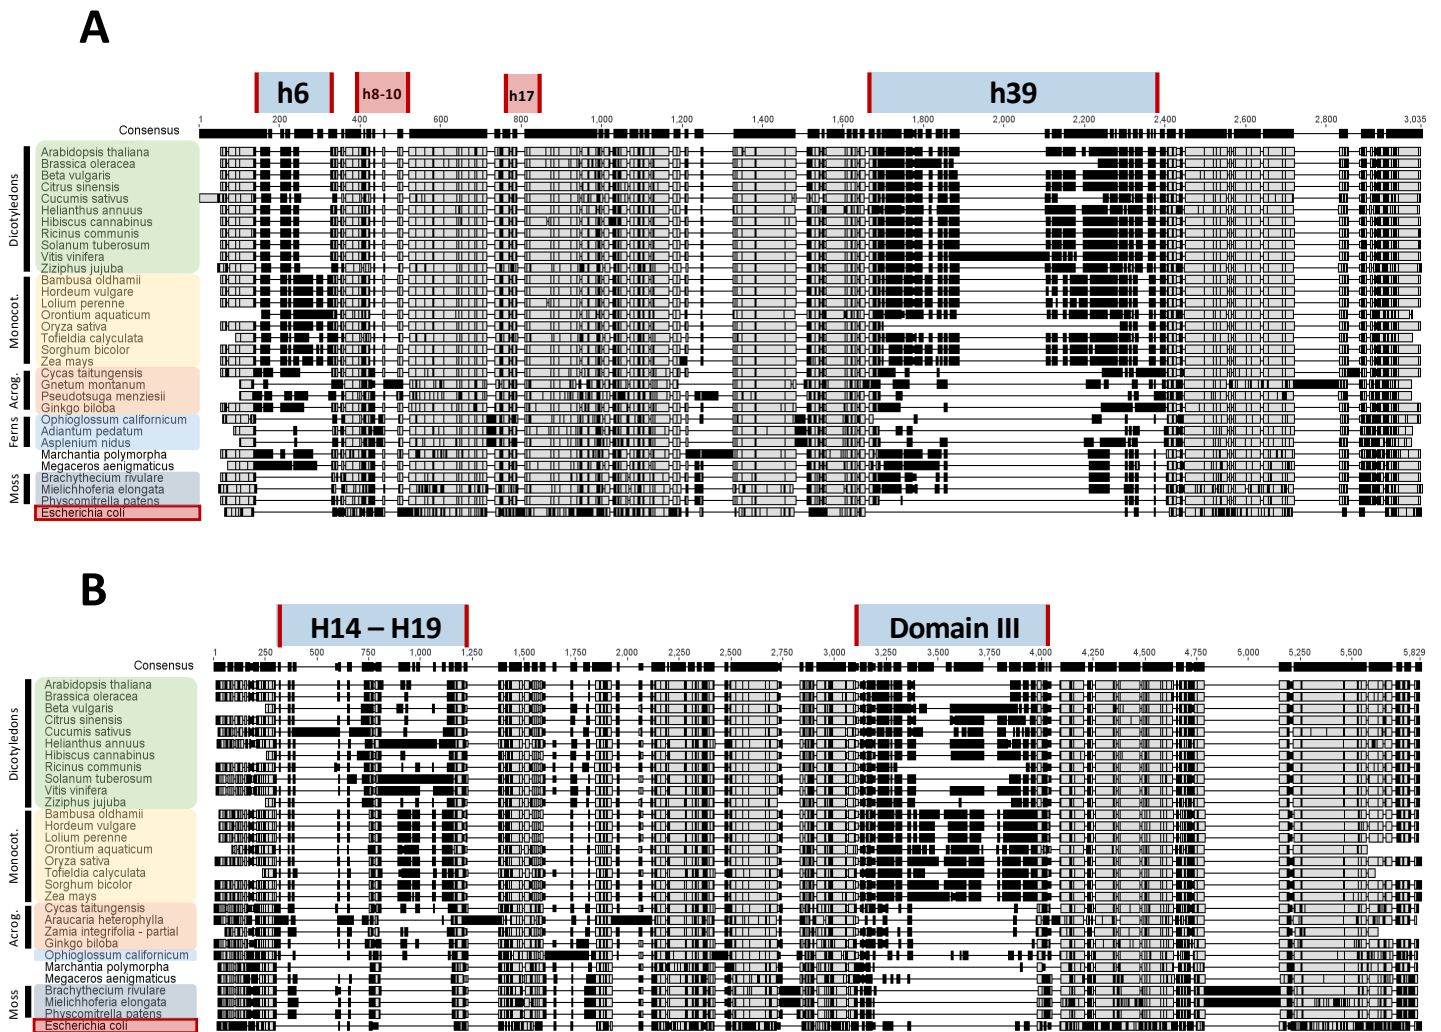 A
h6 h8-10 h17 h39
Consensus 1 200 400 600 800 1,000 1,200 1,400 1,600 1,800 2,000 2,200 2,400 2,600 2,800 3,035
Dicotyledons
Arabidopsis thaliana
Brassica oleracea
Beta vulgaris
Citrus sinensis
Cucumis sativus
Helianthus annuus
Hibiscus cannabinus
Ricinus communis
Solanum tuberosum
Vitis vinifera
Ziziphus jujuba
Monocot.
Bambusa oldhamii
Hordeum vulgare
Lolium perenne
Orontium aquaticum
Oryza sativa
Tofieldia calyculata
Sorghum bicolor
Zea mays
Acrog.
Cycas taitungensis
Gnetum montanum
Pseudotsuga menziesii
Ginkgo biloba
Ferns
Ophioglossum californicum
Adiantum pedatum
Asplenium nidus
Marchantia polymorpha
Megaceros aenigmaticus
Moss
Brachythecium rivulare
Mielichhoferia elongata
Physcomitrella patens
Escherichia coli
B
H14 – H19 Domain III
1 250 500 750 1,000 1,250 1,500 1,750 2,000 2,250 2,500 2,750 3,000 3,250 3,500 3,750 4,000 4,250 4,500 4,750 5,000 5,250 5,500 5,829
Consensus
Dicotyledons
Arabidopsis thaliana
Brassica oleracea
Beta vulgaris
Citrus sinensis
Cucumis sativus
Helianthus annuus
Hibiscus cannabinus
Ricinus communis
Solanum tuberosum
Vitis vinifera
Ziziphus jujuba
Monocot.
Bambusa oldhamii
Hordeum vulgare
Lolium perenne
Orontium aquaticum
Oryza sativa
Tofieldia calyculata
Sorghum bicolor
Zea mays
Acrog.
Cycas taitungensis
Araucaria heterophylla
Zamia integrifolia - partial
Ginkgo biloba
Ophioglossum californicum
Marchantia polymorpha
Megaceros aenigmaticus
Moss
Brachythecium rivulare
Mielichhoferia elongata
Physcomitrella patens
Escherichia coli